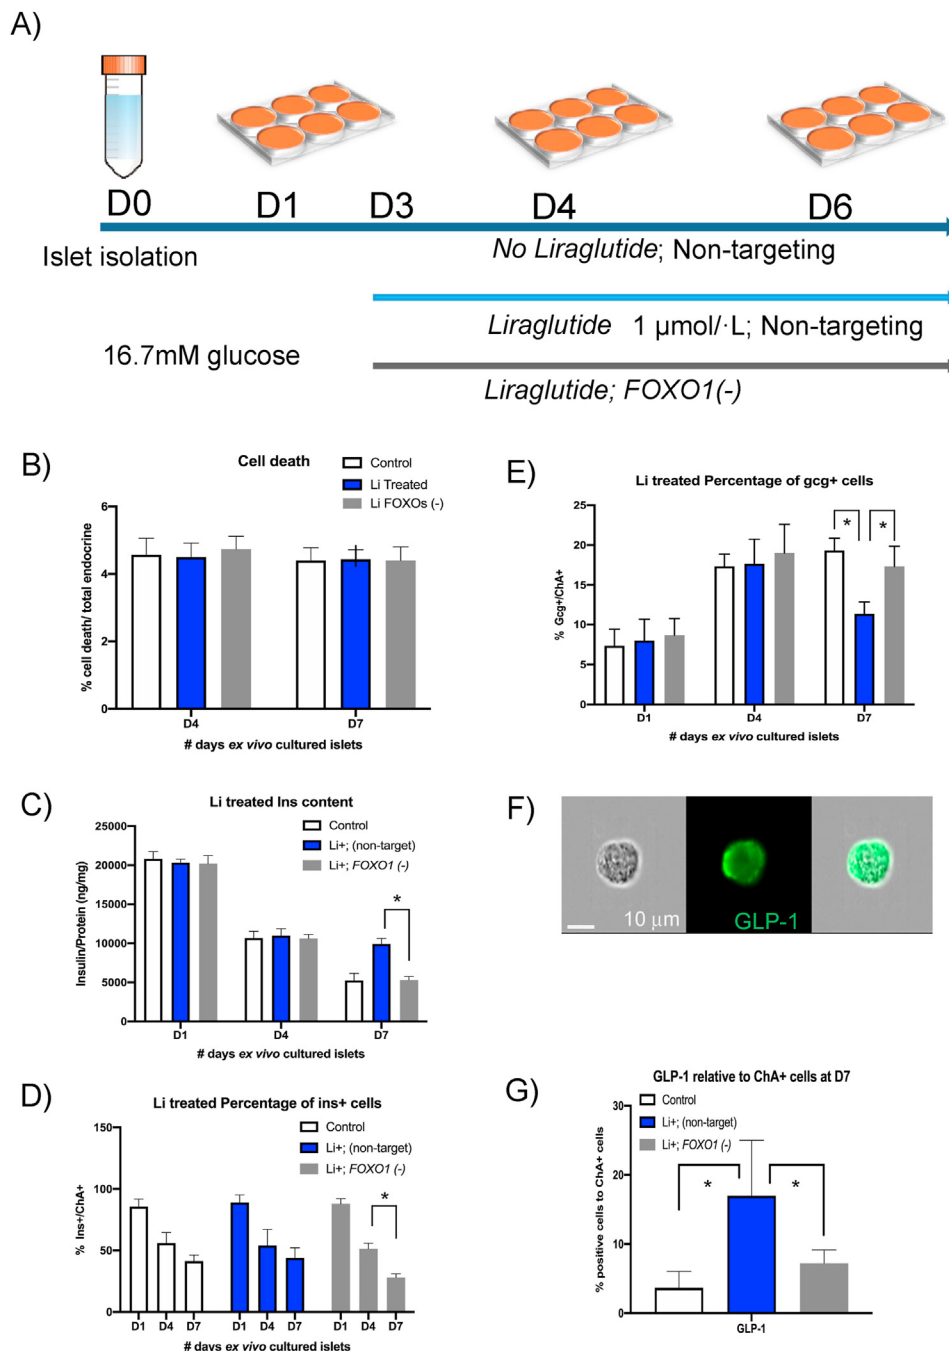 A)
D0 D1 D3 D4 D6
Islet isolation
No Liraglutide; Non-targeting
Liraglutide 1 μmol/·L; Non-targeting
16.7mM glucose
Liraglutide; FOXO1(-)
B)
Cell death
Control
Li Treated
Li FOXOs (-)
% cell death/ total endocrine
6
4
2
0
D4 D7
# days ex vivo cultured islets
C)
Li treated Ins content
Control
Li+; (non-target)
Li+; FOXO1 (-)
Insulin/Protein (ng/mg)
25000
20000
15000
10000
5000
0
*
D1 D4 D7
# days ex vivo cultured islets
D)
Li treated Percentage of ins+ cells
Control
Li+; (non-target)
Li+; FOXO1 (-)
% Ins+/ChA+
150
100
50
0
*
D1 D4 D7 D1 D4 D7 D1 D4 D7
# days ex vivo cultured islets
E)
Li treated Percentage of gcg+ cells
% Gcg+/ChA+
25
20
15
10
5
0
* *
D1 D4 D7
# days ex vivo cultured islets
F)
10 μm
GLP-1
G)
GLP-1 relative to ChA+ cells at D7
Control
Li+; (non-target)
Li+; FOXO1 (-)
% positive cells to ChA+ cells
30
20
10
0
* *
GLP-1